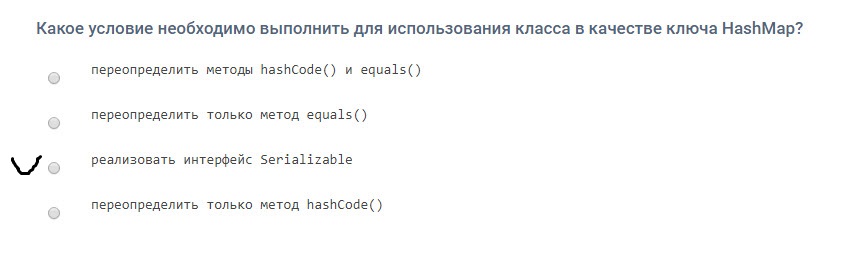 Какое условие необходимо выполнить для использования класса в качестве ключа HashMap?
переопределить методы hashCode() и equals()
переопределить только метод equals()
реализовать интерфейс Serializable
переопределить только метод hashCode()